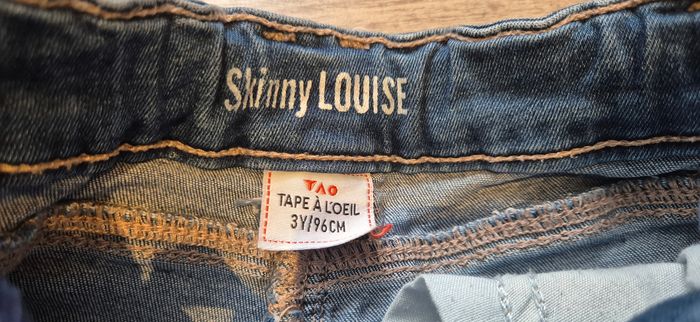 Skinny LOUISE
TAO
TAPE À L'OEIL
3Y/96CM